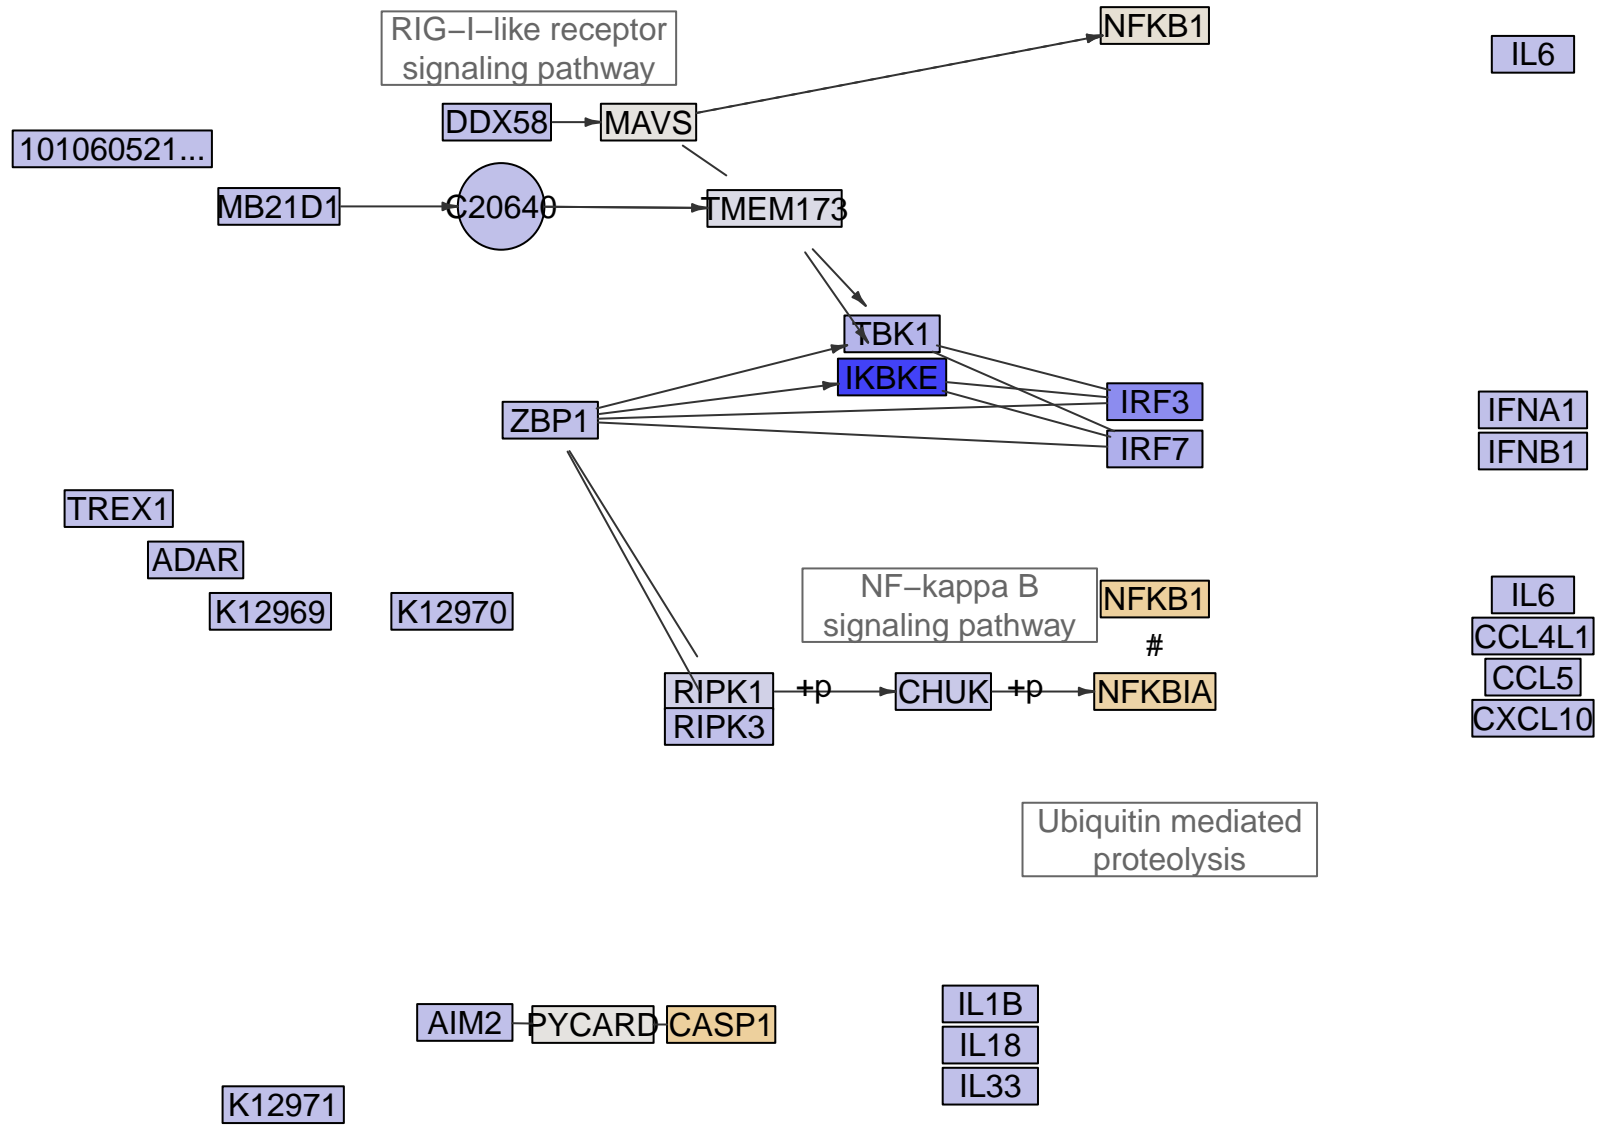 RIG−I−like receptor
signaling pathway
NFKB1
IL6
DDX58
MAVS
101060521...
MB21D1
C20640
TMEM173
TBK1
IKBKE
IRF3
IFNA1
ZBP1
IRF7
IFNB1
TREX1
ADAR
NF−kappa B
signaling pathway
NFKB1
IL6
K12969
K12970
#
CCL4L1
RIPK1
+p
CHUK
+p
NFKBIA
CCL5
RIPK3
CXCL10
Ubiquitin mediated
proteolysis
IL1B
AIM2
PYCARD
CASP1
IL18
IL33
K12971